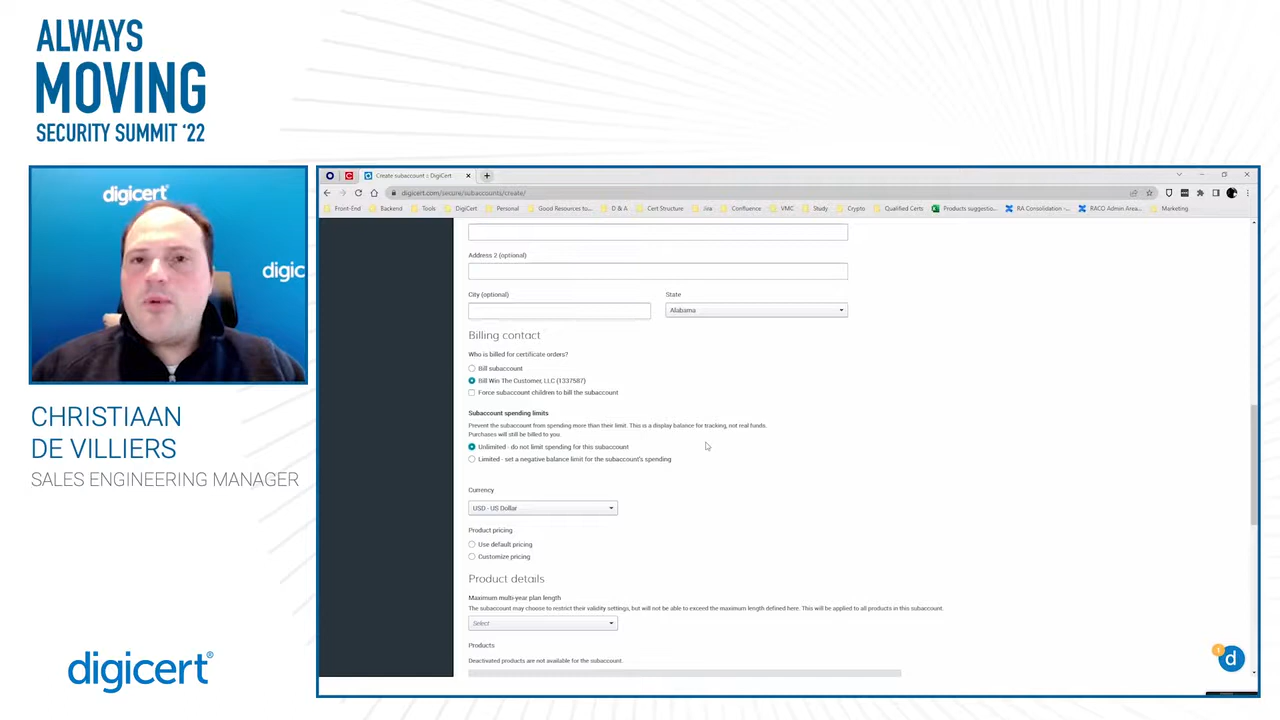 ALWAYS
MOVING
SECURITY SUMMIT ‘22
digicert
digic
CHRISTIAAN
DE VILLIERS
SALES ENGINEERING MANAGER
digicert®
Create subaccount : DigiCert
digicert.com/secure/subaccounts/create/
Front-End Backend Tools DigiCert Personal Good Resources to... D & A Cert Structure Jira Confluence VMC Study Crypto Qualified Certs Products suggestio... RA Consolidation -... RACO Admin Area... Marketing
Address 2 (optional)
City (optional) State
Alabama
Billing contact
Who is billed for certificate orders?
Bill subaccount
Bill Win The Customer, LLC (1337587)
Force subaccount children to bill the subaccount
Subaccount spending limits
Prevent the subaccount from spending more than their limit. This is a display balance for tracking, not real funds.
Purchases will still be billed to you.
Unlimited - do not limit spending for this subaccount
Limited - set a negative balance limit for the subaccount's spending
Currency
USD - US Dollar
Product pricing
Use default pricing
Customize pricing
Product details
Maximum multi-year plan length
The subaccount may choose to restrict their validity settings, but will not be able to exceed the maximum length defined here. This will be applied to all products in this subaccount.
Select
Products
Deactivated products are not available for the subaccount.
1
d